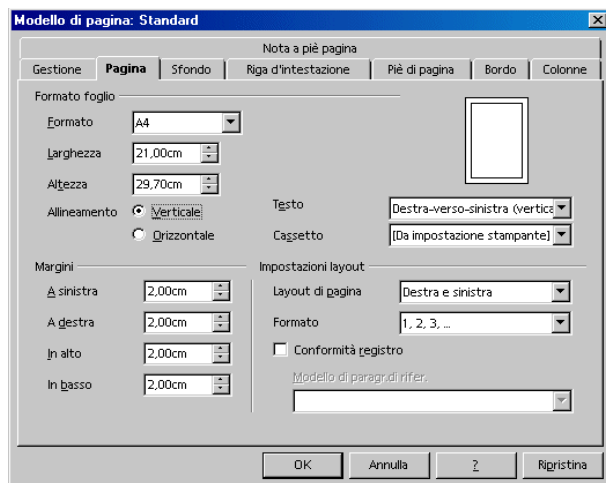 Modello di pagina: Standard
Nota a piè pagina
Gestione Pagina Sfondo Riga d'intestazione Piè di pagina Bordo Colonne
Formato foglio
Formato A4
Larghezza 21,00cm
Altezza 29,70cm
Allineamento Verticale
Orizzontale
Testo Destra-verso-sinistra (vertica
Cassetto [Da impostazione stampante]
Margini
A sinistra 2,00cm
A destra 2,00cm
In alto 2,00cm
In basso 2,00cm
Impostazioni layout
Layout di pagina Destra e sinistra
Formato 1, 2, 3, ...
Conformità registro
Modello di paragr.di rifer.
OK Annulla ? Ripristina